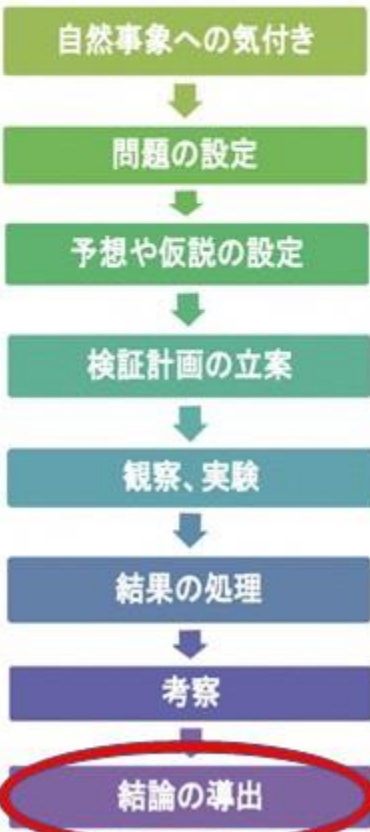 自然事象への気付き
問題の設定
予想や仮説の設定
検証計画の立案
観察、実験
結果の処理
考察
結論の導出